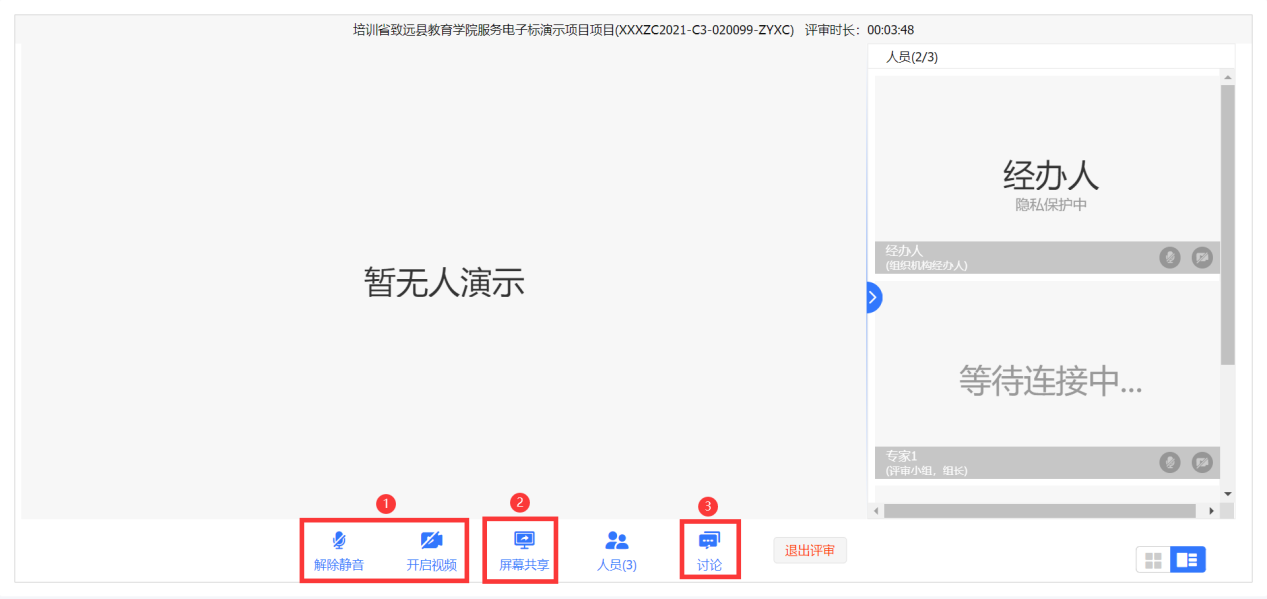 培训省致远县教育学院服务电子标演示项目项目(XXXZC2021-C3-020099-ZYXC) 评审时长：00:03:48
人员(2/3)
经办人
隐私保护中
经办人
(组织机构经办人)
暂无人演示
等待连接中...
专家1
(评审小组，组长)
1
2
3
解除静音
开启视频
屏幕共享
人员(3)
讨论
退出评审